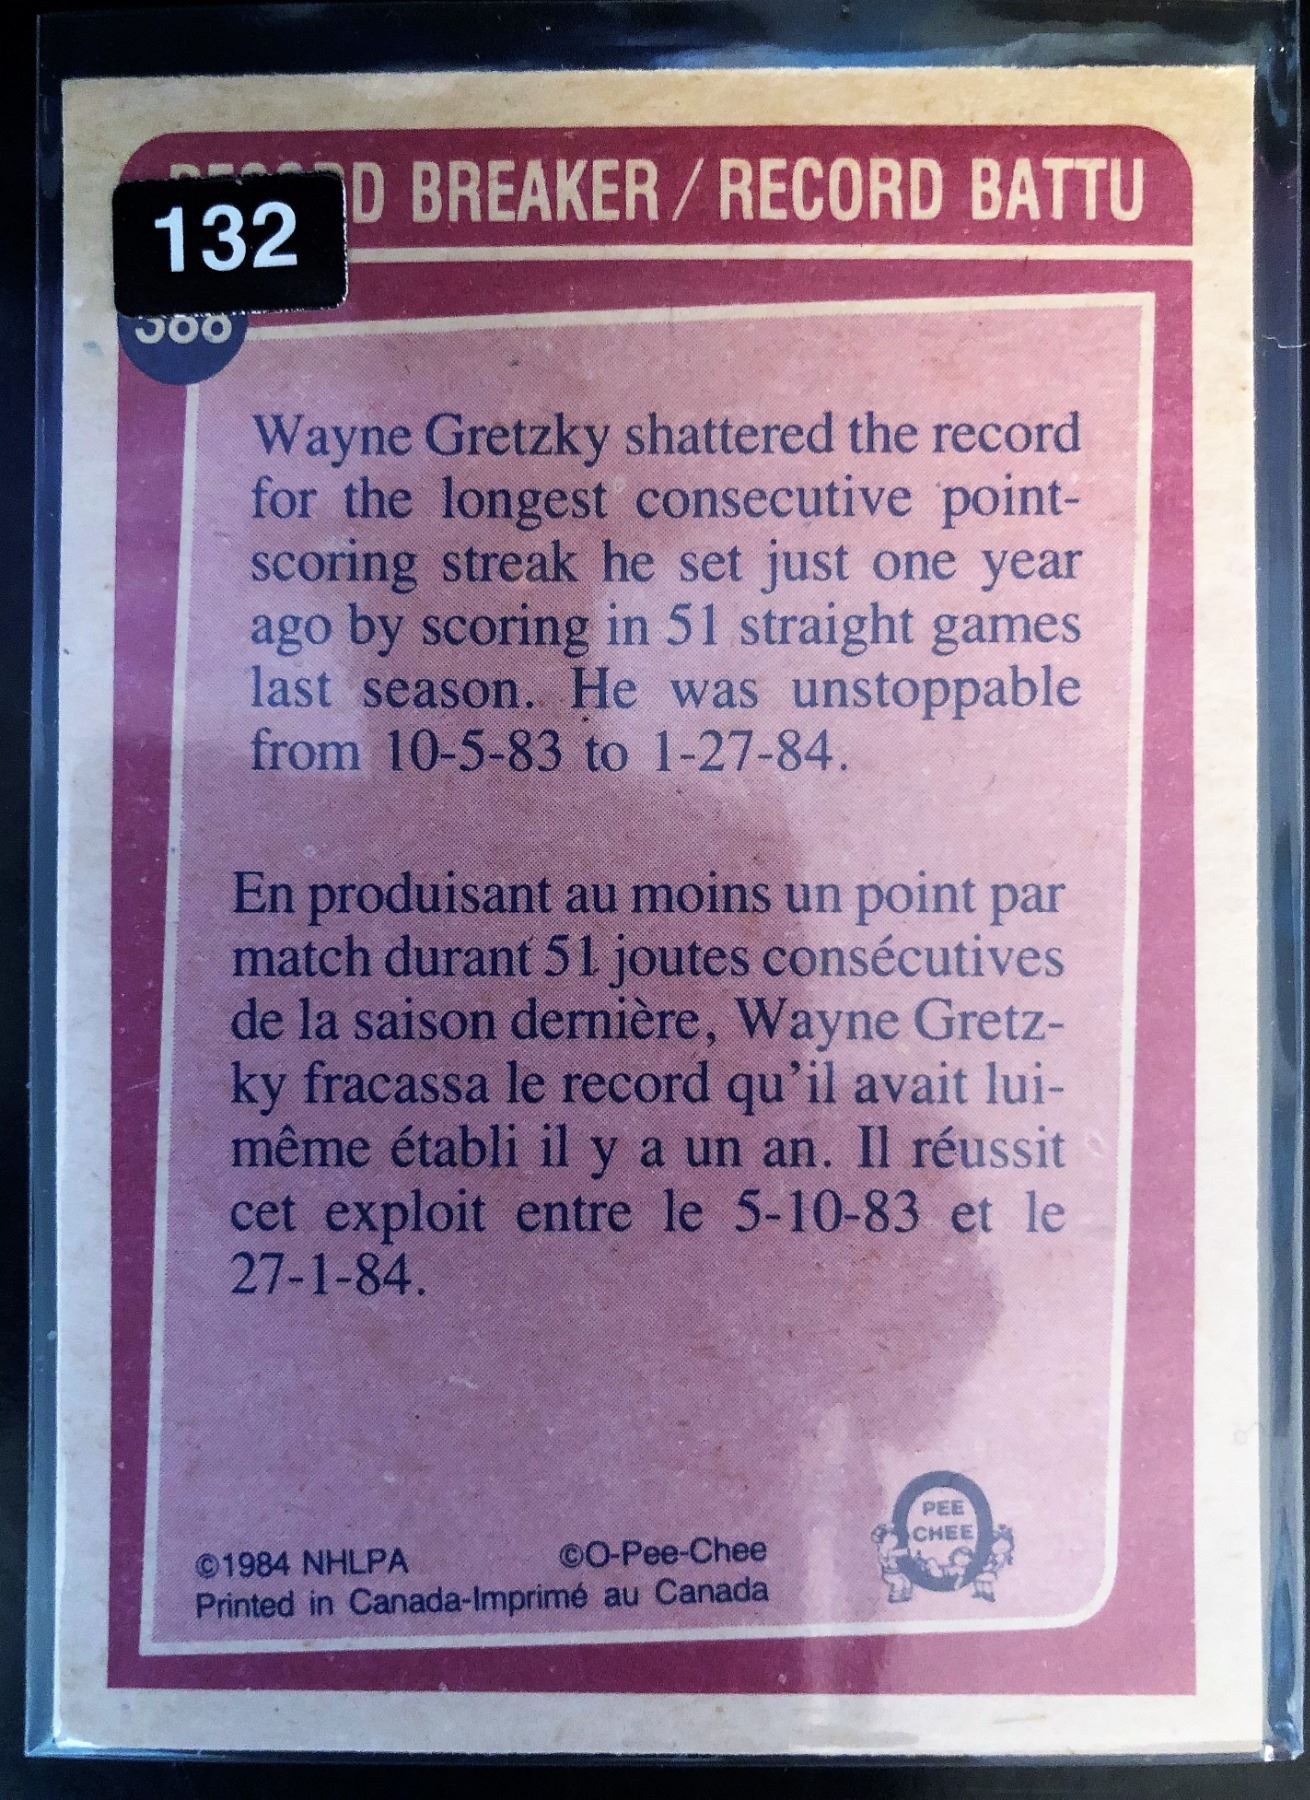 RECORD BREAKER / RECORD BATTU
132
388
Wayne Gretzky shattered the record
for the longest consecutive point-
scoring streak he set just one year
ago by scoring in 51 straight games
last season. He was unstoppable
from 10-5-83 to 1-27-84.
En produisant au moins un point par
match durant 51 joutes consécutives
de la saison dernière, Wayne Gretz-
ky fracassa le record qu'il avait lui-
même établi il y a un an. Il réussit
cet exploit entre le 5-10-83 et le
27-1-84.
©1984 NHLPA ©O-Pee-Chee
Printed in Canada-Imprimé au Canada
PEE
CHEE